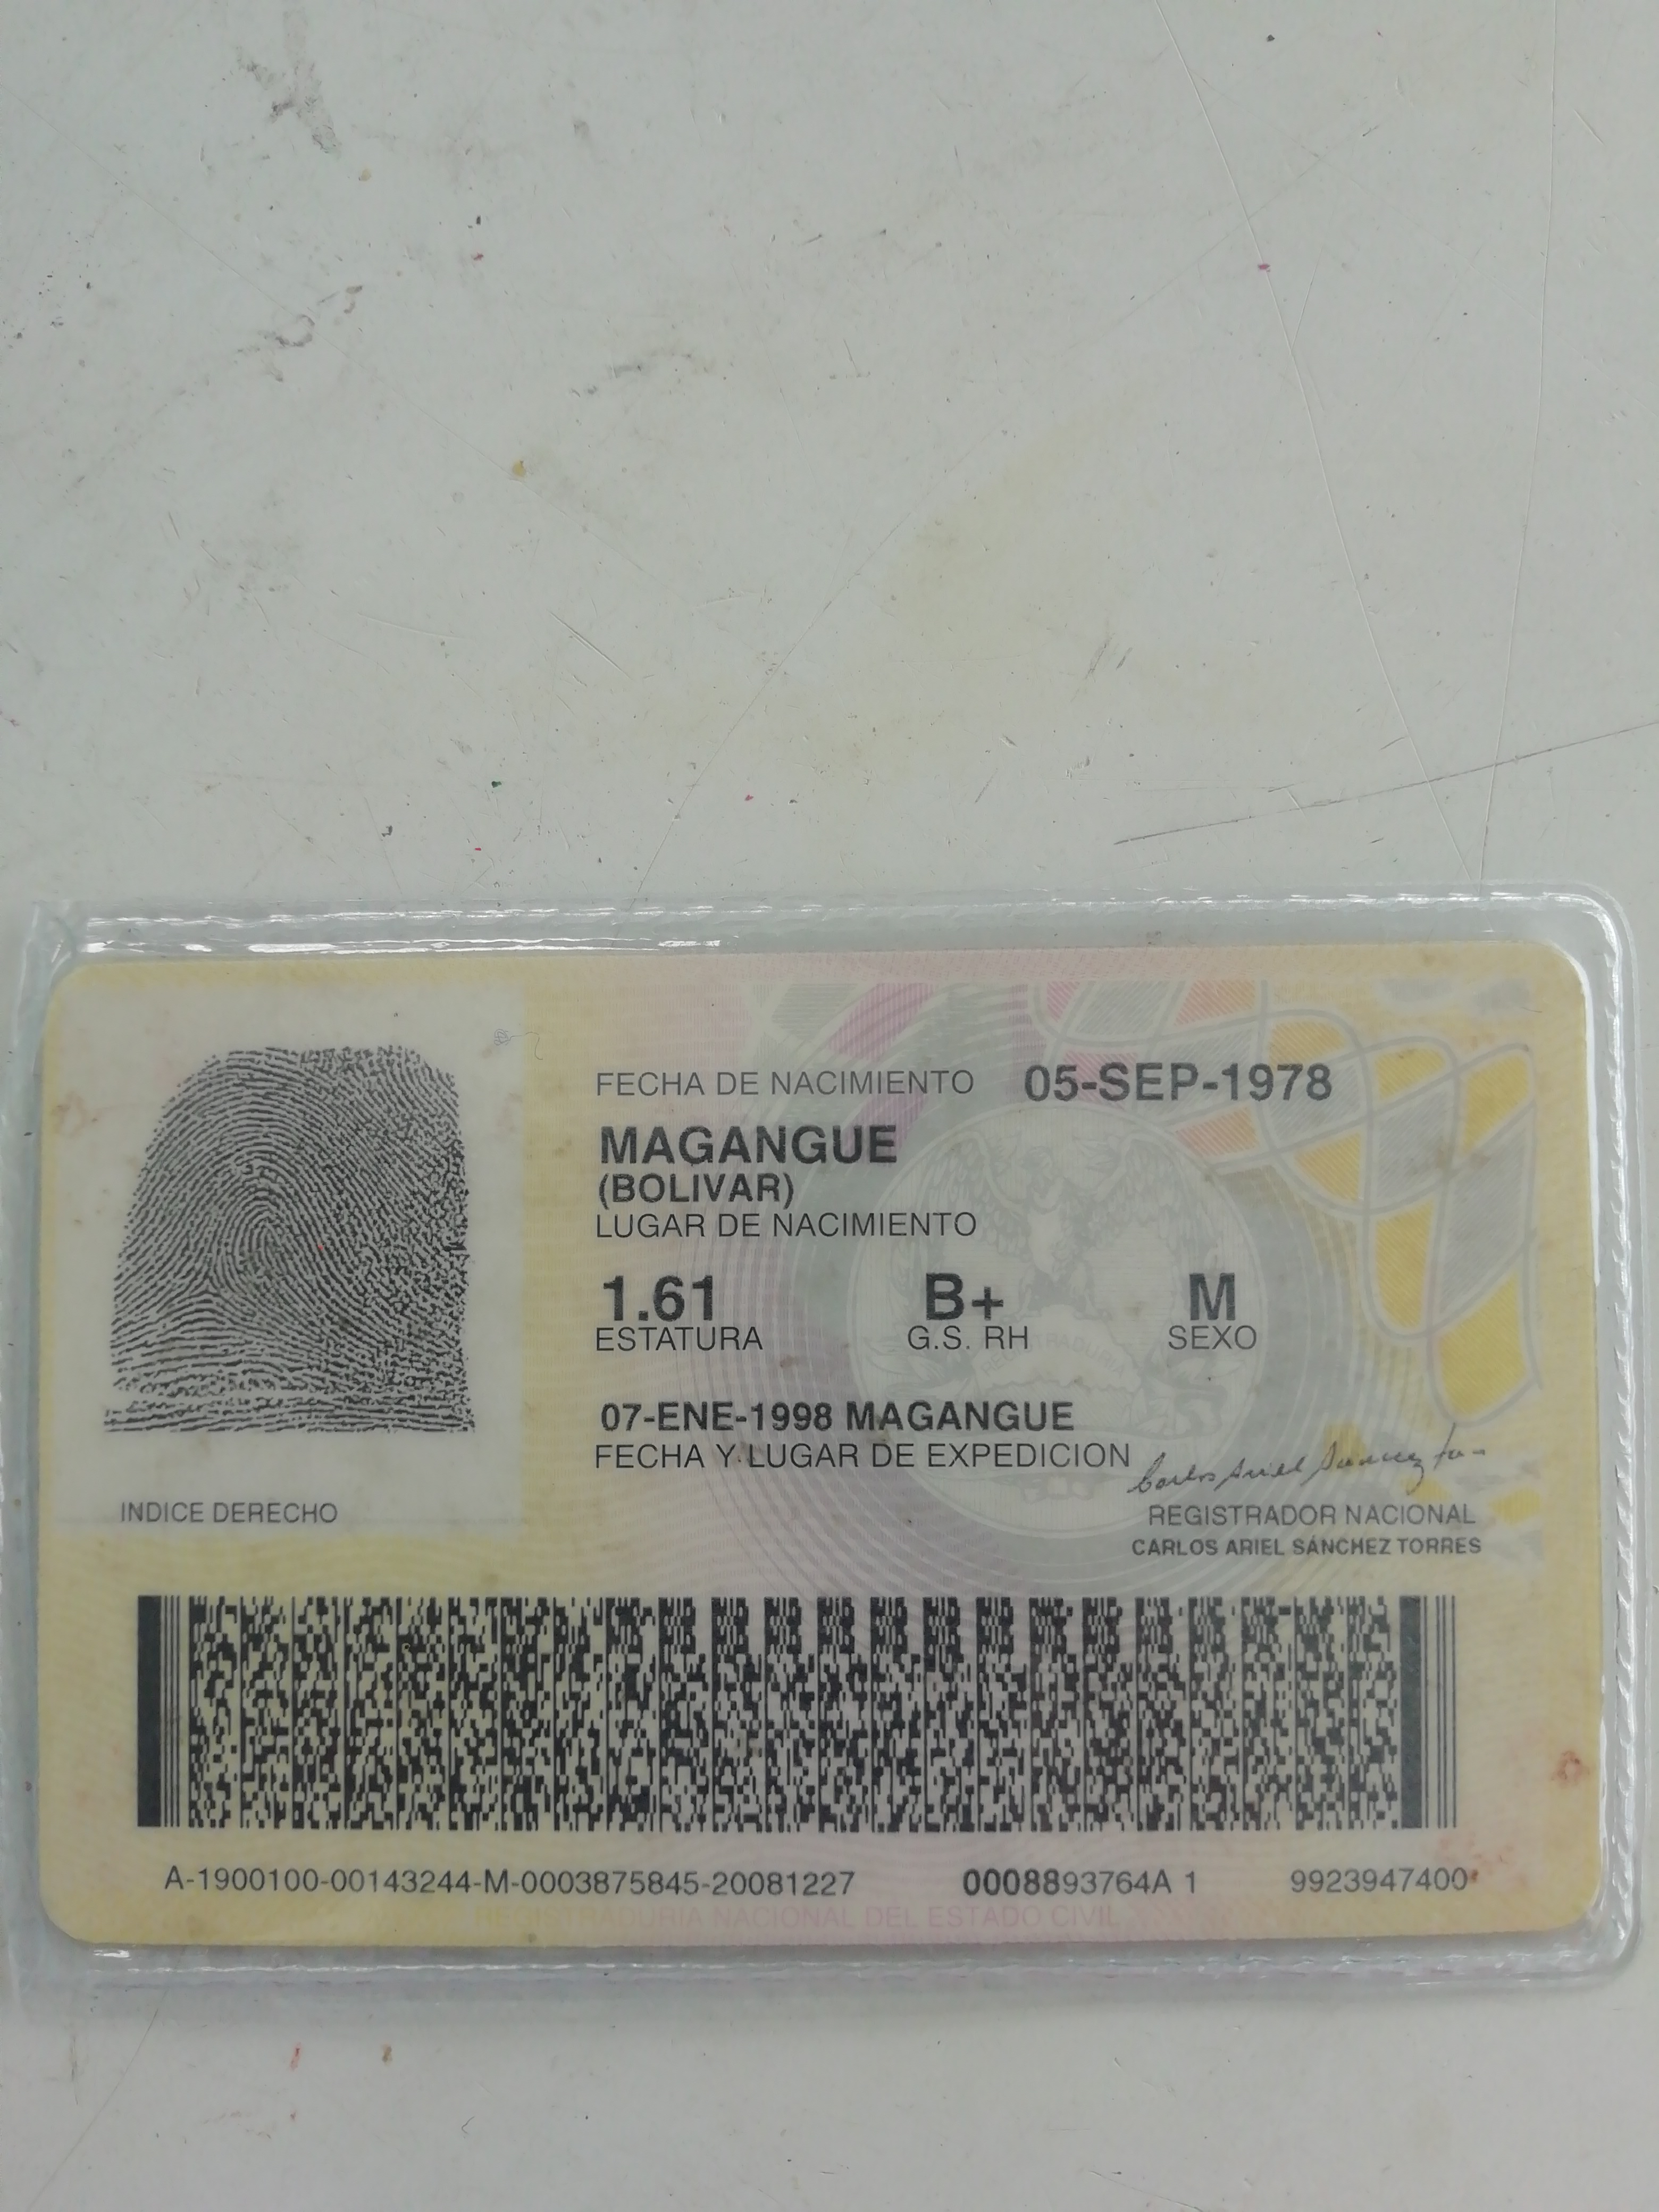 FECHA DE NACIMIENTO 05-SEP-1978
MAGANGUE
(BOLIVAR)
LUGAR DE NACIMIENTO
1.61 B+ M
ESTATURA G.S. RH SEXO
07-ENE-1998 MAGANGUE
FECHA Y LUGAR DE EXPEDICION
Carlos Ariel Sánchez To-
INDICE DERECHO
REGISTRADOR NACIONAL
CARLOS ARIEL SÁNCHEZ TORRES
A-1900100-00143244-M-0003875845-20081227 0008893764A 1 9923947400
REGISTRADURIA NACIONAL DEL ESTADO CIVIL